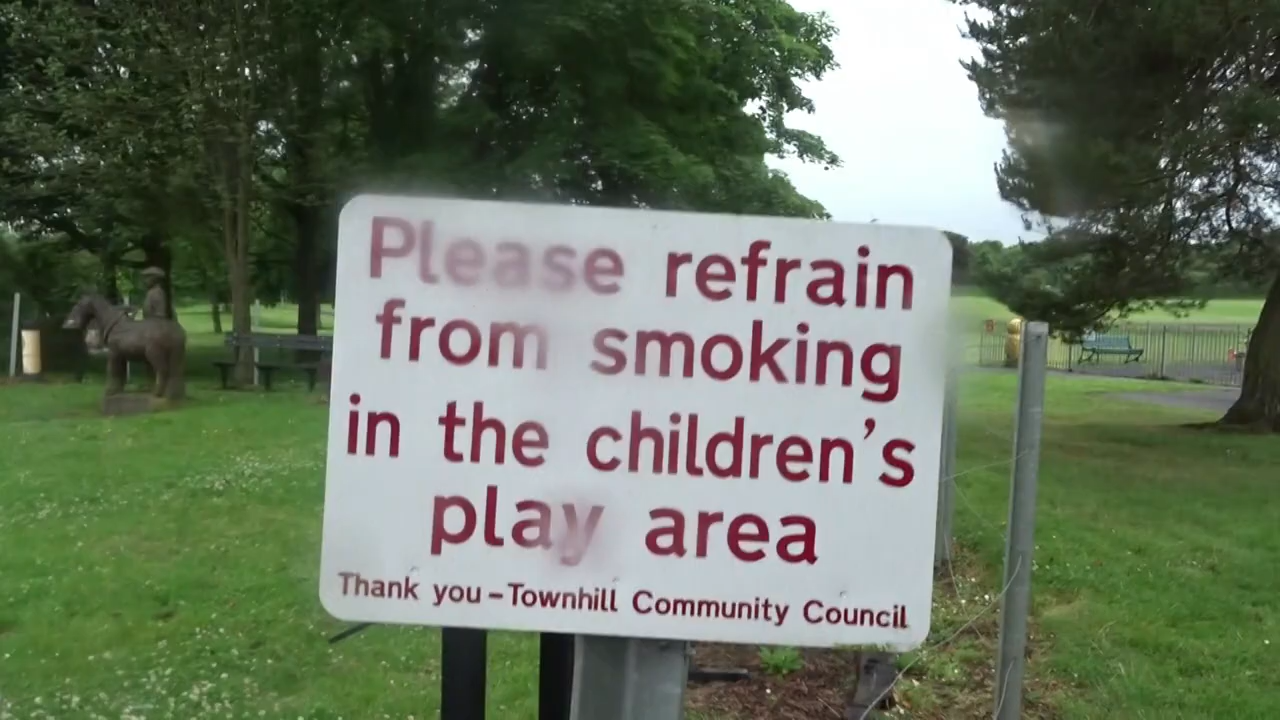 Please refrain
from smoking
in the children's
play area
Thank you – Townhill Community Council